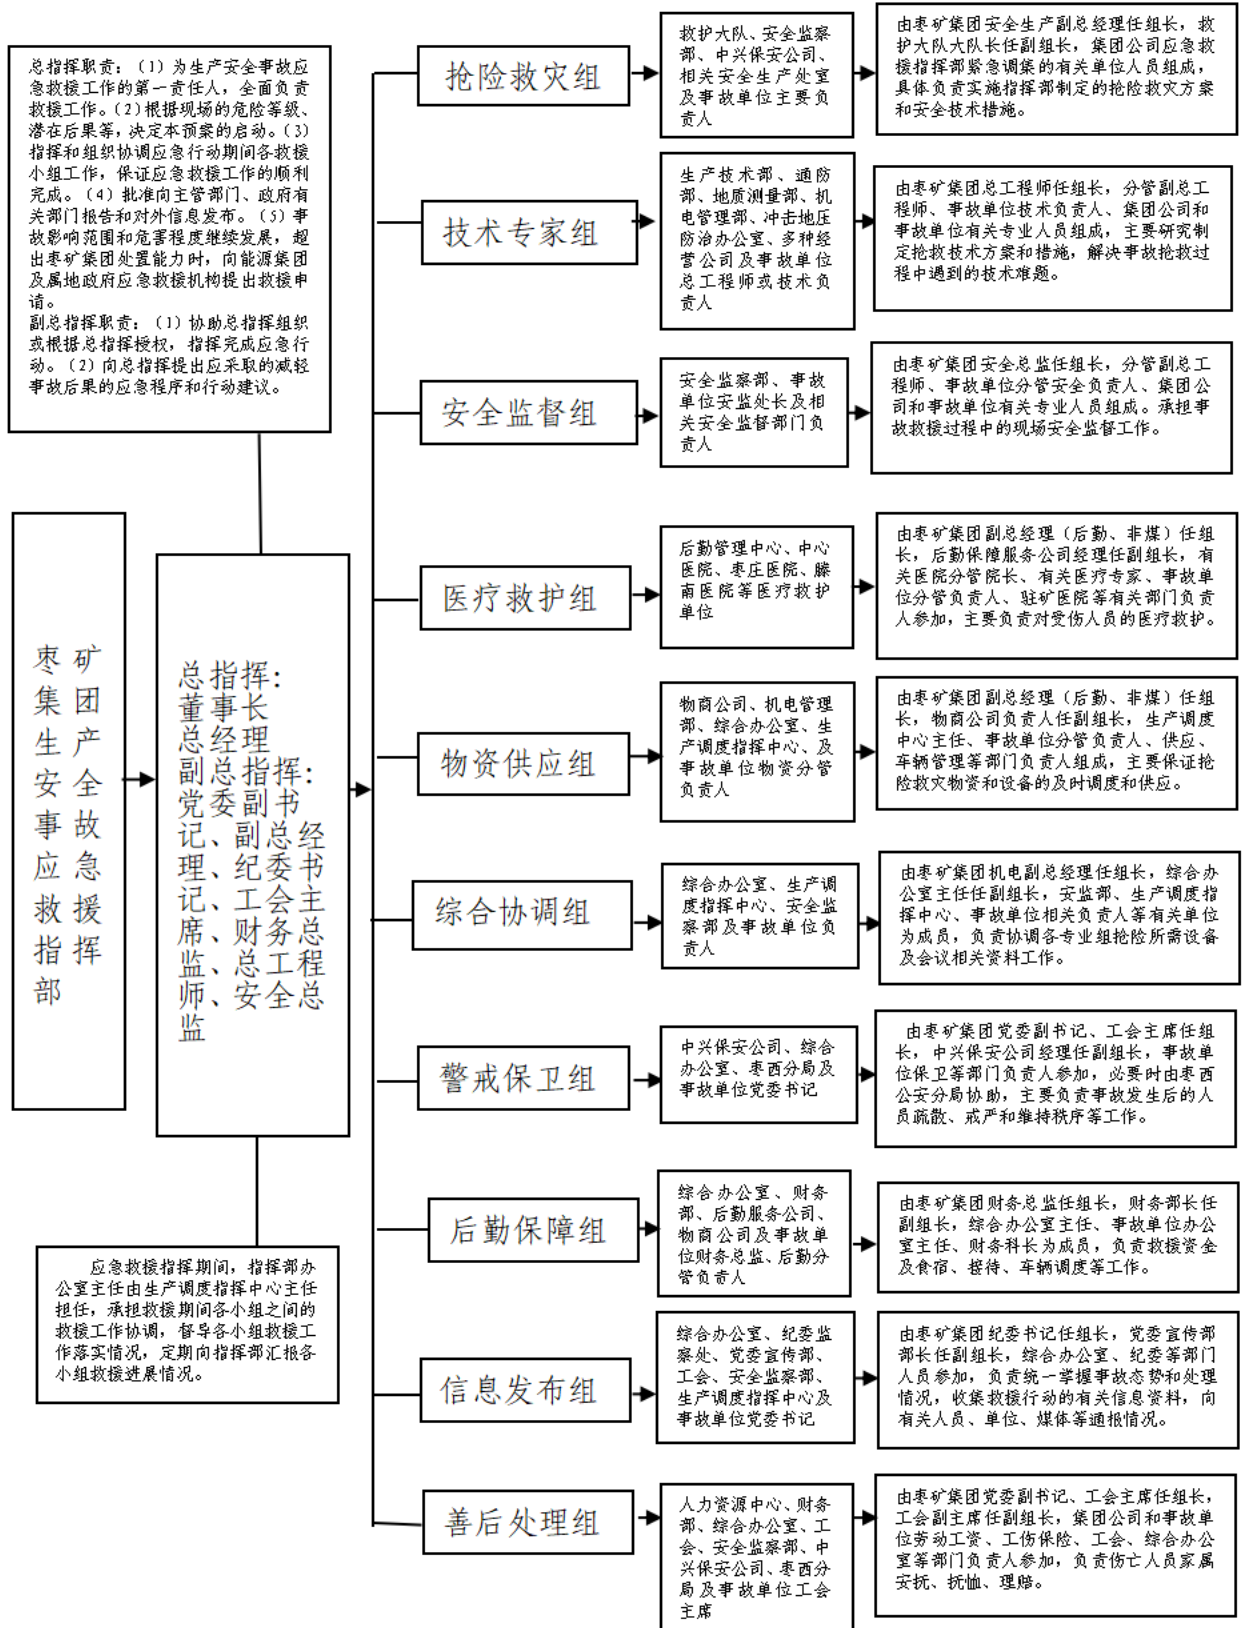 总指挥职责：（1）为生产安全事故应
急救援工作的第一责任人，全面负责
救援工作。（2）根据现场的危险等级、
潜在后果等，决定本预案的启动。（3）
指挥和组织协调应急行动期间各救援
小组工作，保证应急救援工作的顺利
完成。（4）批准向主管部门、政府有
关部门报告和对外信息发布。（5）事
故影响范围和危害程度继续发展，超
出枣矿集团处置能力时，向能源集团
及属地政府应急救援机构提出救援申
请。
副总指挥职责：（1）协助总指挥组织
或根据总指挥授权，指挥完成应急行
动。（2）向总指挥提出应采取的减轻
事故后果的应急程序和行动建议。
枣矿
集团
生产
安全
事故
应急
救援
指挥
部
总指挥：
董事长
总经理
副总指挥：
党委副书
记、副总经
理、纪委书
记、工会主
席、财务总
监、总工程
师、安全总
监
应急救援指挥期间，指挥部办
公室主任由生产调度指挥中心主任
担任，承担救援期间各小组之间的
救援工作协调，督导各小组救援工
作落实情况，定期向指挥部汇报各
小组救援进展情况。
抢险救灾组
救护大队、安全监察
部、中兴保安公司、
相关安全生产处室
及事故单位主要负
责人
由枣矿集团安全生产副总经理任组长，救
护大队大队长任副组长，集团公司应急救
援指挥部紧急调集的有关单位人员组成，
具体负责实施指挥部制定的抢险救灾方案
和安全技术措施。
技术专家组
生产技术部、通防
部、地质测量部、机
电管理部、冲击地压
防治办公室、多种经
营公司及事故单位
总工程师或技术负
责人
由枣矿集团总工程师任组长，分管副总工
程师、事故单位技术负责人、集团公司和
事故单位有关专业人员组成，主要研究制
定抢救技术方案和措施，解决事故抢救过
程中遇到的技术难题。
安全监督组
安全监察部、事故
单位安监处长及相
关安全监督部门负
责人
由枣矿集团安全总监任组长，分管副总工
程师、事故单位分管安全负责人、集团公
司和事故单位有关专业人员组成。承担事
故救援过程中的现场安全监督工作。
医疗救护组
后勤管理中心、中心
医院、枣庄医院、滕
南医院等医疗救护
单位
由枣矿集团副总经理（后勤、非煤）任组
长，后勤保障服务公司经理任副组长，有
关医院分管院长、有关医疗专家、事故单
位分管负责人、驻矿医院等有关部门负责
人参加，主要负责对受伤人员的医疗救护。
物资供应组
物商公司、机电管理
部、综合办公室、生
产调度指挥中心、及
事故单位物资分管
负责人
由枣矿集团副总经理（后勤、非煤）任组
长，物商公司负责人任副组长，生产调度
中心主任、事故单位分管负责人、供应、
车辆管理等部门负责人组成，主要保证抢
险救灾物资和设备的及时调度和供应。
综合协调组
综合办公室、生产调
度指挥中心、安全监
察部及事故单位负
责人
由枣矿集团机电副总经理任组长，综合办
公室主任任副组长，安监部、生产调度指
挥中心、事故单位相关负责人等有关单位
为成员，负责协调各专业组抢险所需设备
及会议相关资料工作。
警戒保卫组
中兴保安公司、综合
办公室、枣西分局及
事故单位党委书记
由枣矿集团党委副书记、工会主席任组
长，中兴保安公司经理任副组长，事故单
位保卫等部门负责人参加，必要时由枣西
公安分局协助，主要负责事故发生后的人
员疏散、戒严和维持秩序等工作。
后勤保障组
综合办公室、财务
部、后勤服务公司、
物商公司及事故单
位财务总监、后勤分
管负责人
由枣矿集团财务总监任组长，财务部长任
副组长，综合办公室主任、事故单位办公
室主任、财务科长为成员，负责救援资金
及食宿、接待、车辆调度等工作。
信息发布组
综合办公室、纪委监
察处、党委宣传部、
工会、安全监察部、
生产调度指挥中心及
事故单位党委书记
由枣矿集团纪委书记任组长，党委宣传部
部长任副组长，综合办公室、纪委等部门
人员参加，负责统一掌握事故态势和处理
情况，收集救援行动的有关信息资料，向
有关人员、单位、媒体等通报情况。
善后处理组
人力资源中心、财务
部、综合办公室、工
会、安全监察部、中
兴保安公司、枣西分
局及事故单位工会
主席
由枣矿集团党委副书记、工会主席任组长，
工会副主席任副组长，集团公司和事故单
位劳动工资、工伤保险、工会、综合办公
室等部门负责人参加，负责伤亡人员家属
安抚、抚恤、理赔。